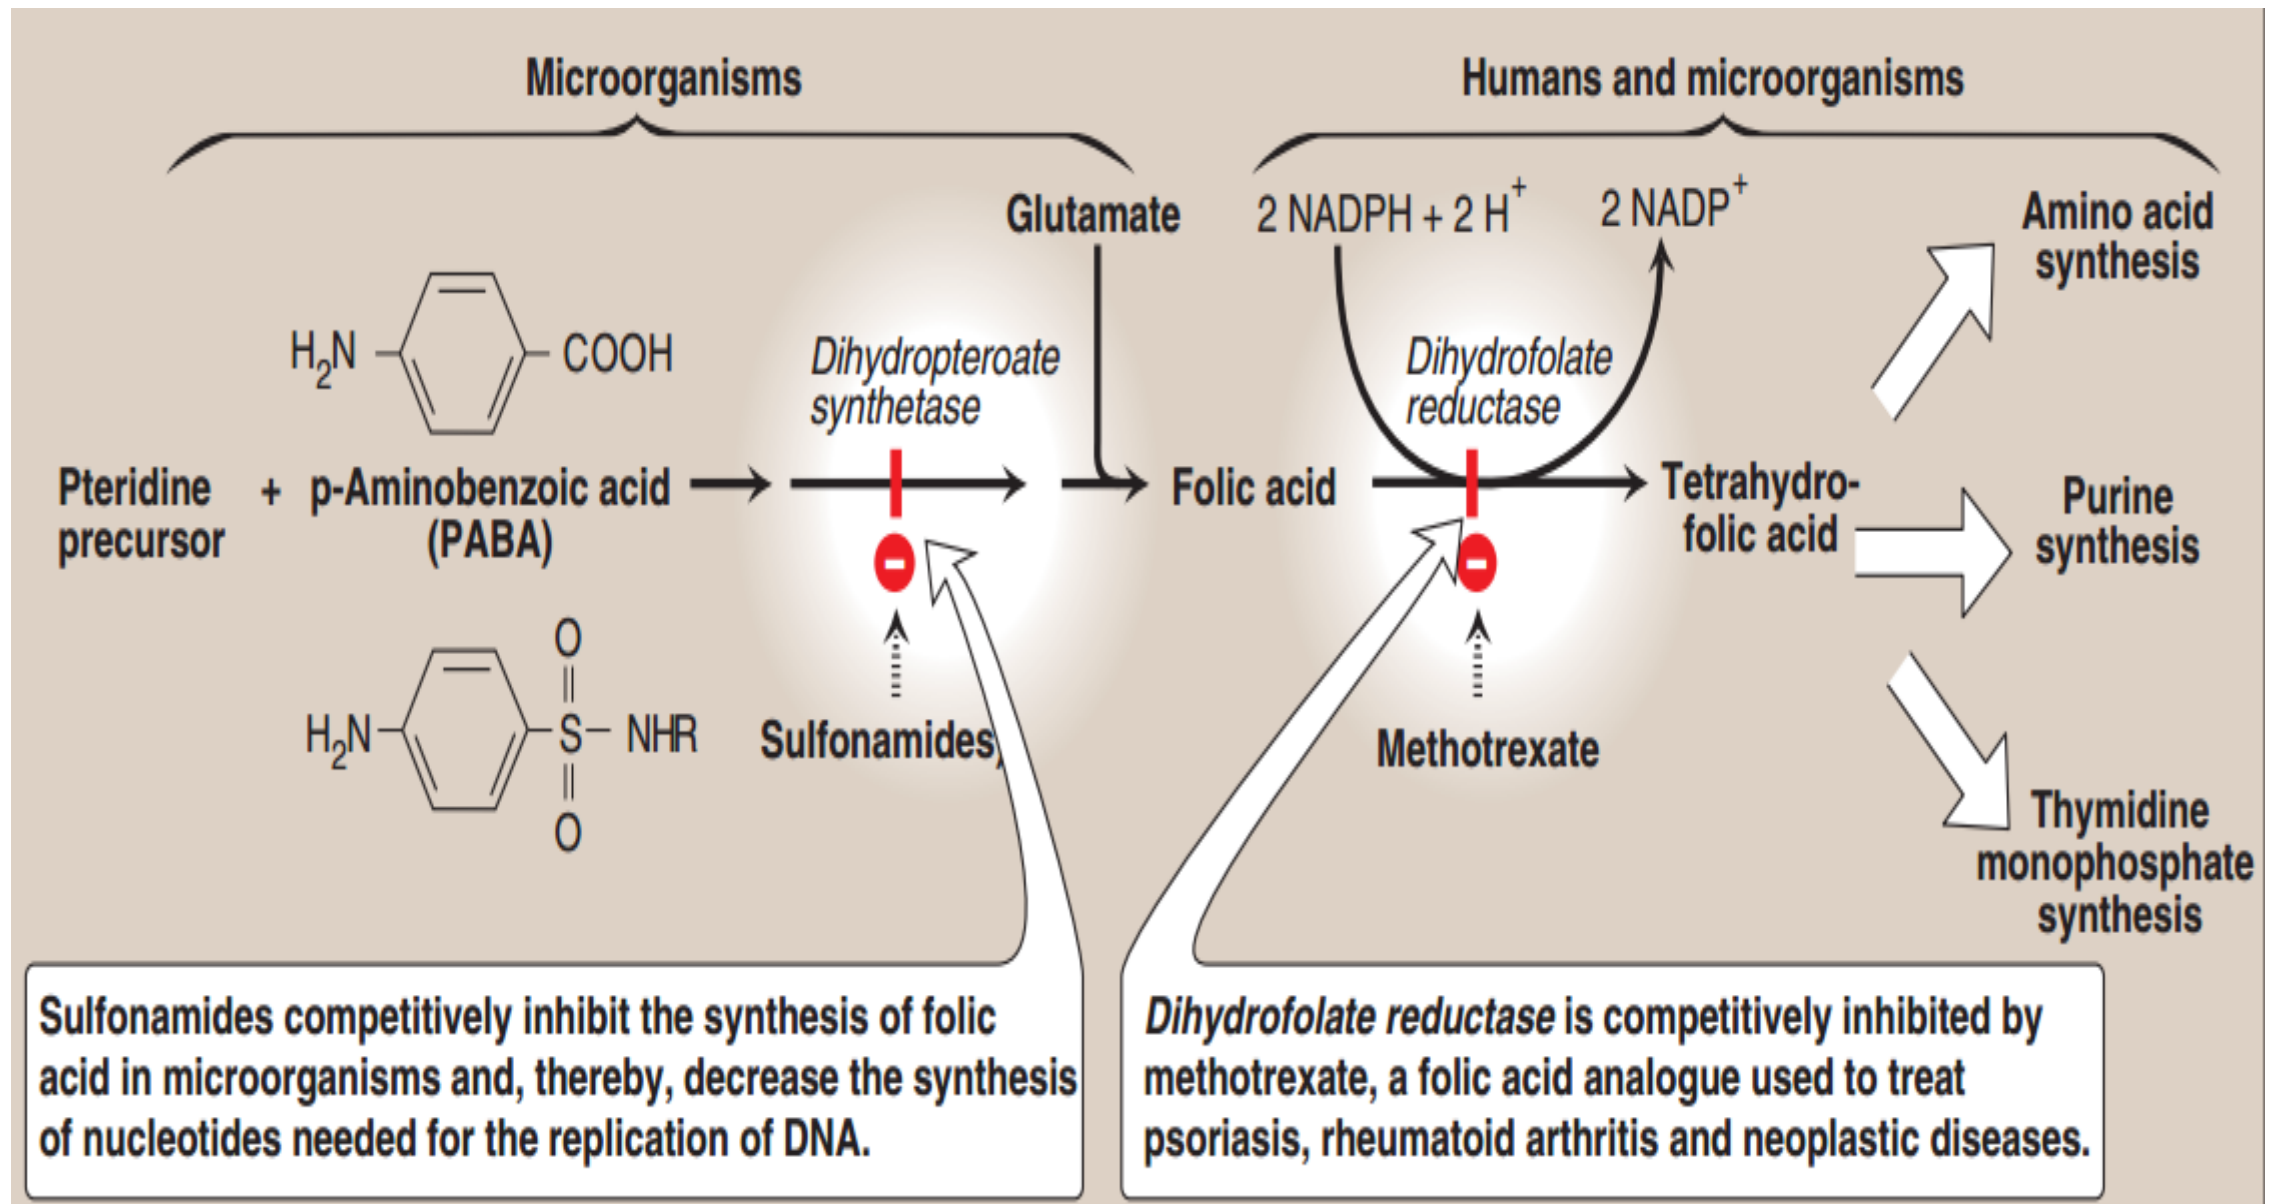 Microorganisms
Humans and microorganisms
Glutamate
2 NADPH + 2 H+
2 NADP+
Amino acid
synthesis
H2N
COOH
Dihydropteroate
synthetase
Dihydrofolate
reductase
Pteridine
precursor
+
p-Aminobenzoic acid
(PABA)
Folic acid
Tetrahydro-
folic acid
Purine
synthesis
O
H2N
S
NHR
O
Sulfonamides,
Methotrexate
Thymidine
monophosphate
synthesis
Sulfonamides competitively inhibit the synthesis of folic
acid in microorganisms and, thereby, decrease the synthesis
of nucleotides needed for the replication of DNA.
Dihydrofolate reductase is competitively inhibited by
methotrexate, a folic acid analogue used to treat
psoriasis, rheumatoid arthritis and neoplastic diseases.